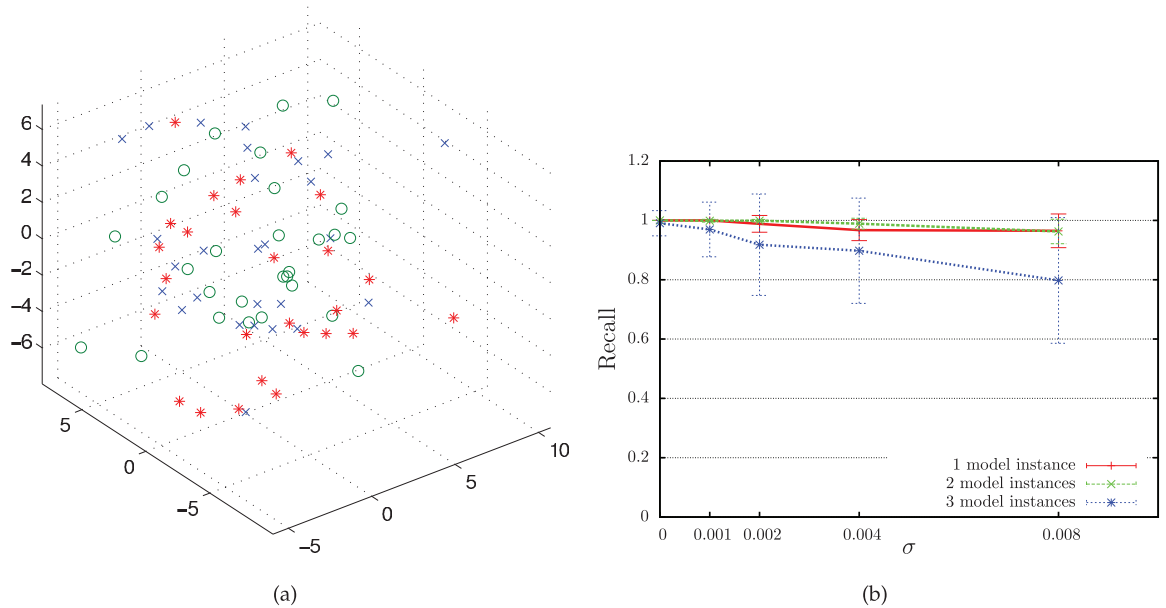 6
4
2
0
−2
−4
−6
5
0
−5
−5
0
5
10
(a)
1.2
1
0.8
0.6
0.4
0.2
0
Recall
0 0.001 0.002 0.004 0.008
σ
1 model instance
2 model instances
3 model instances
(b)